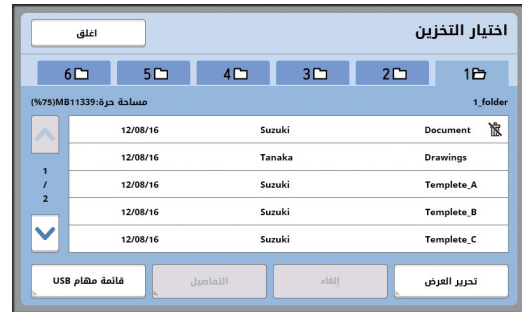 اختيار التخزين
اغلق
1 2 3 4 5 6
1_folder
مساحة حرة:MB11339(%75)
Document Suzuki 12/08/16
Drawings Tanaka 12/08/16
Templete_A Suzuki 12/08/16
Templete_B Suzuki 12/08/16
Templete_C Suzuki 12/08/16
1
/
2
تحرير العرض
إلغاء
التفاصيل
قائمة مهام USB